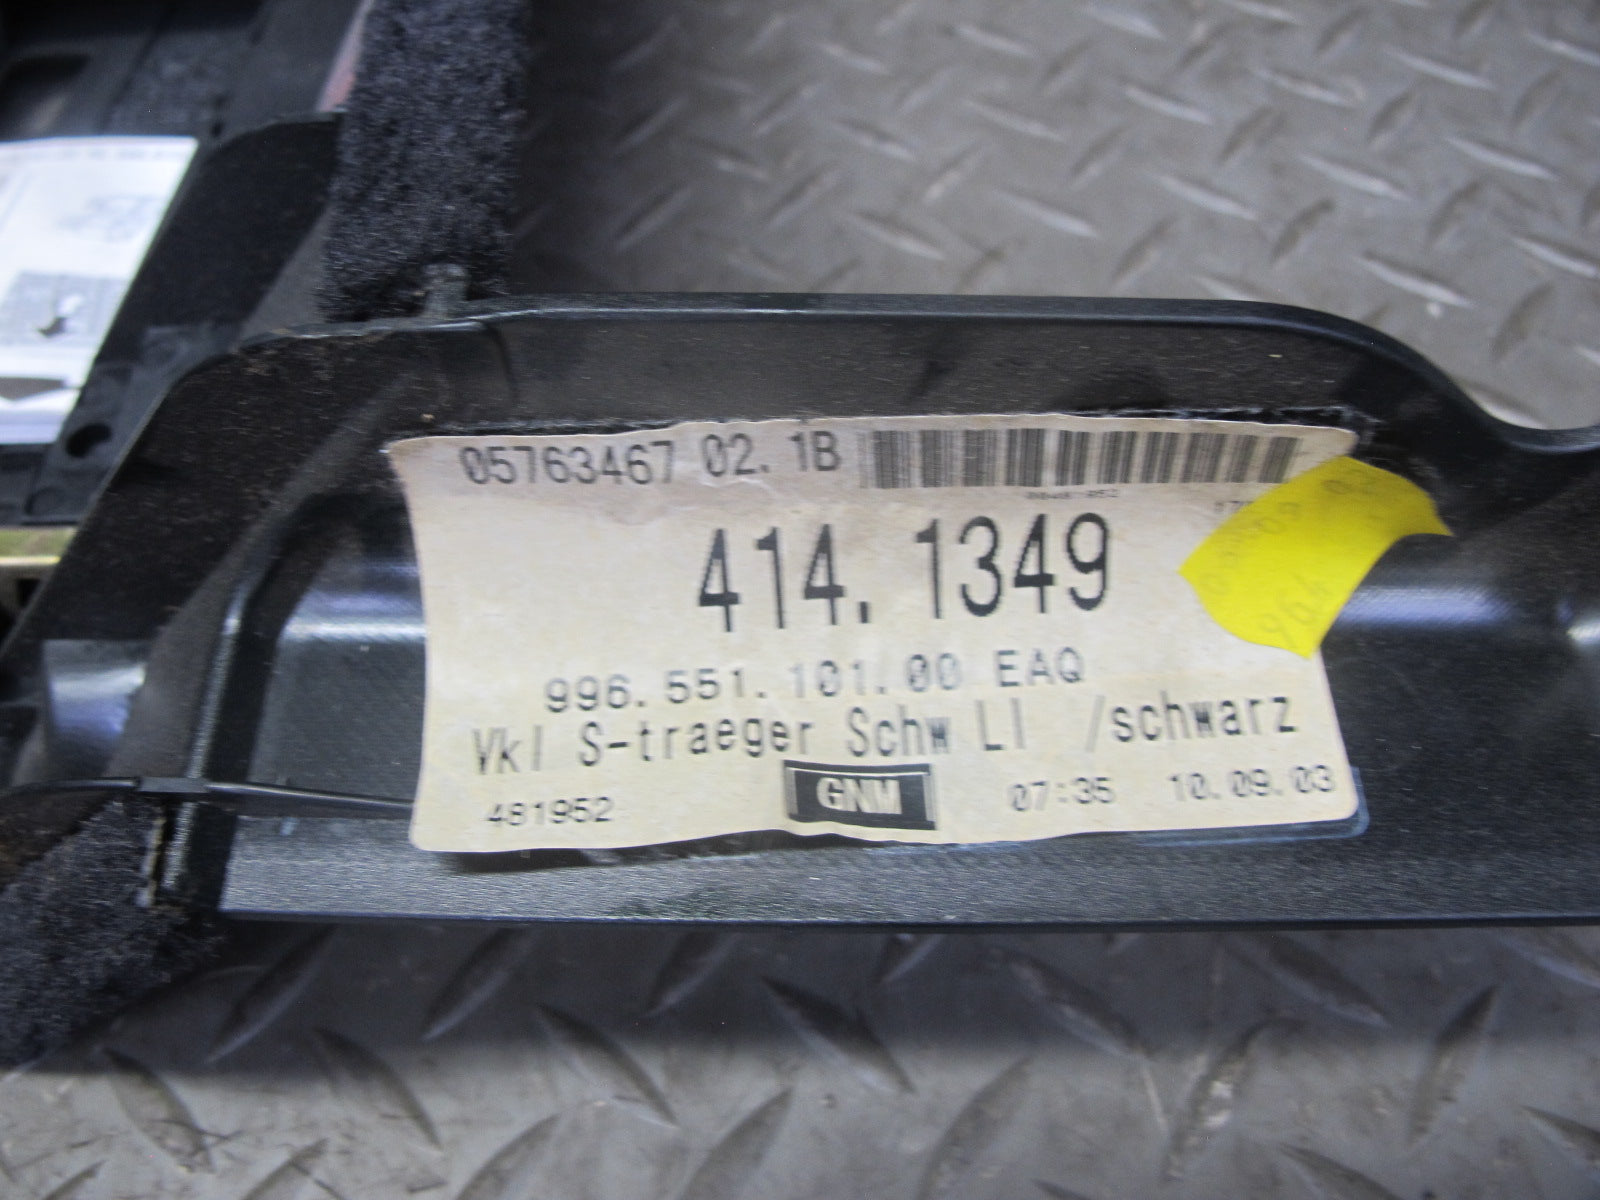 05763467 02. 1B
414. 1349
996.551.101.00 EAQ
Vkl S-traeger Schw LI /schwarz
481952 GNM 07:35 10.09.03